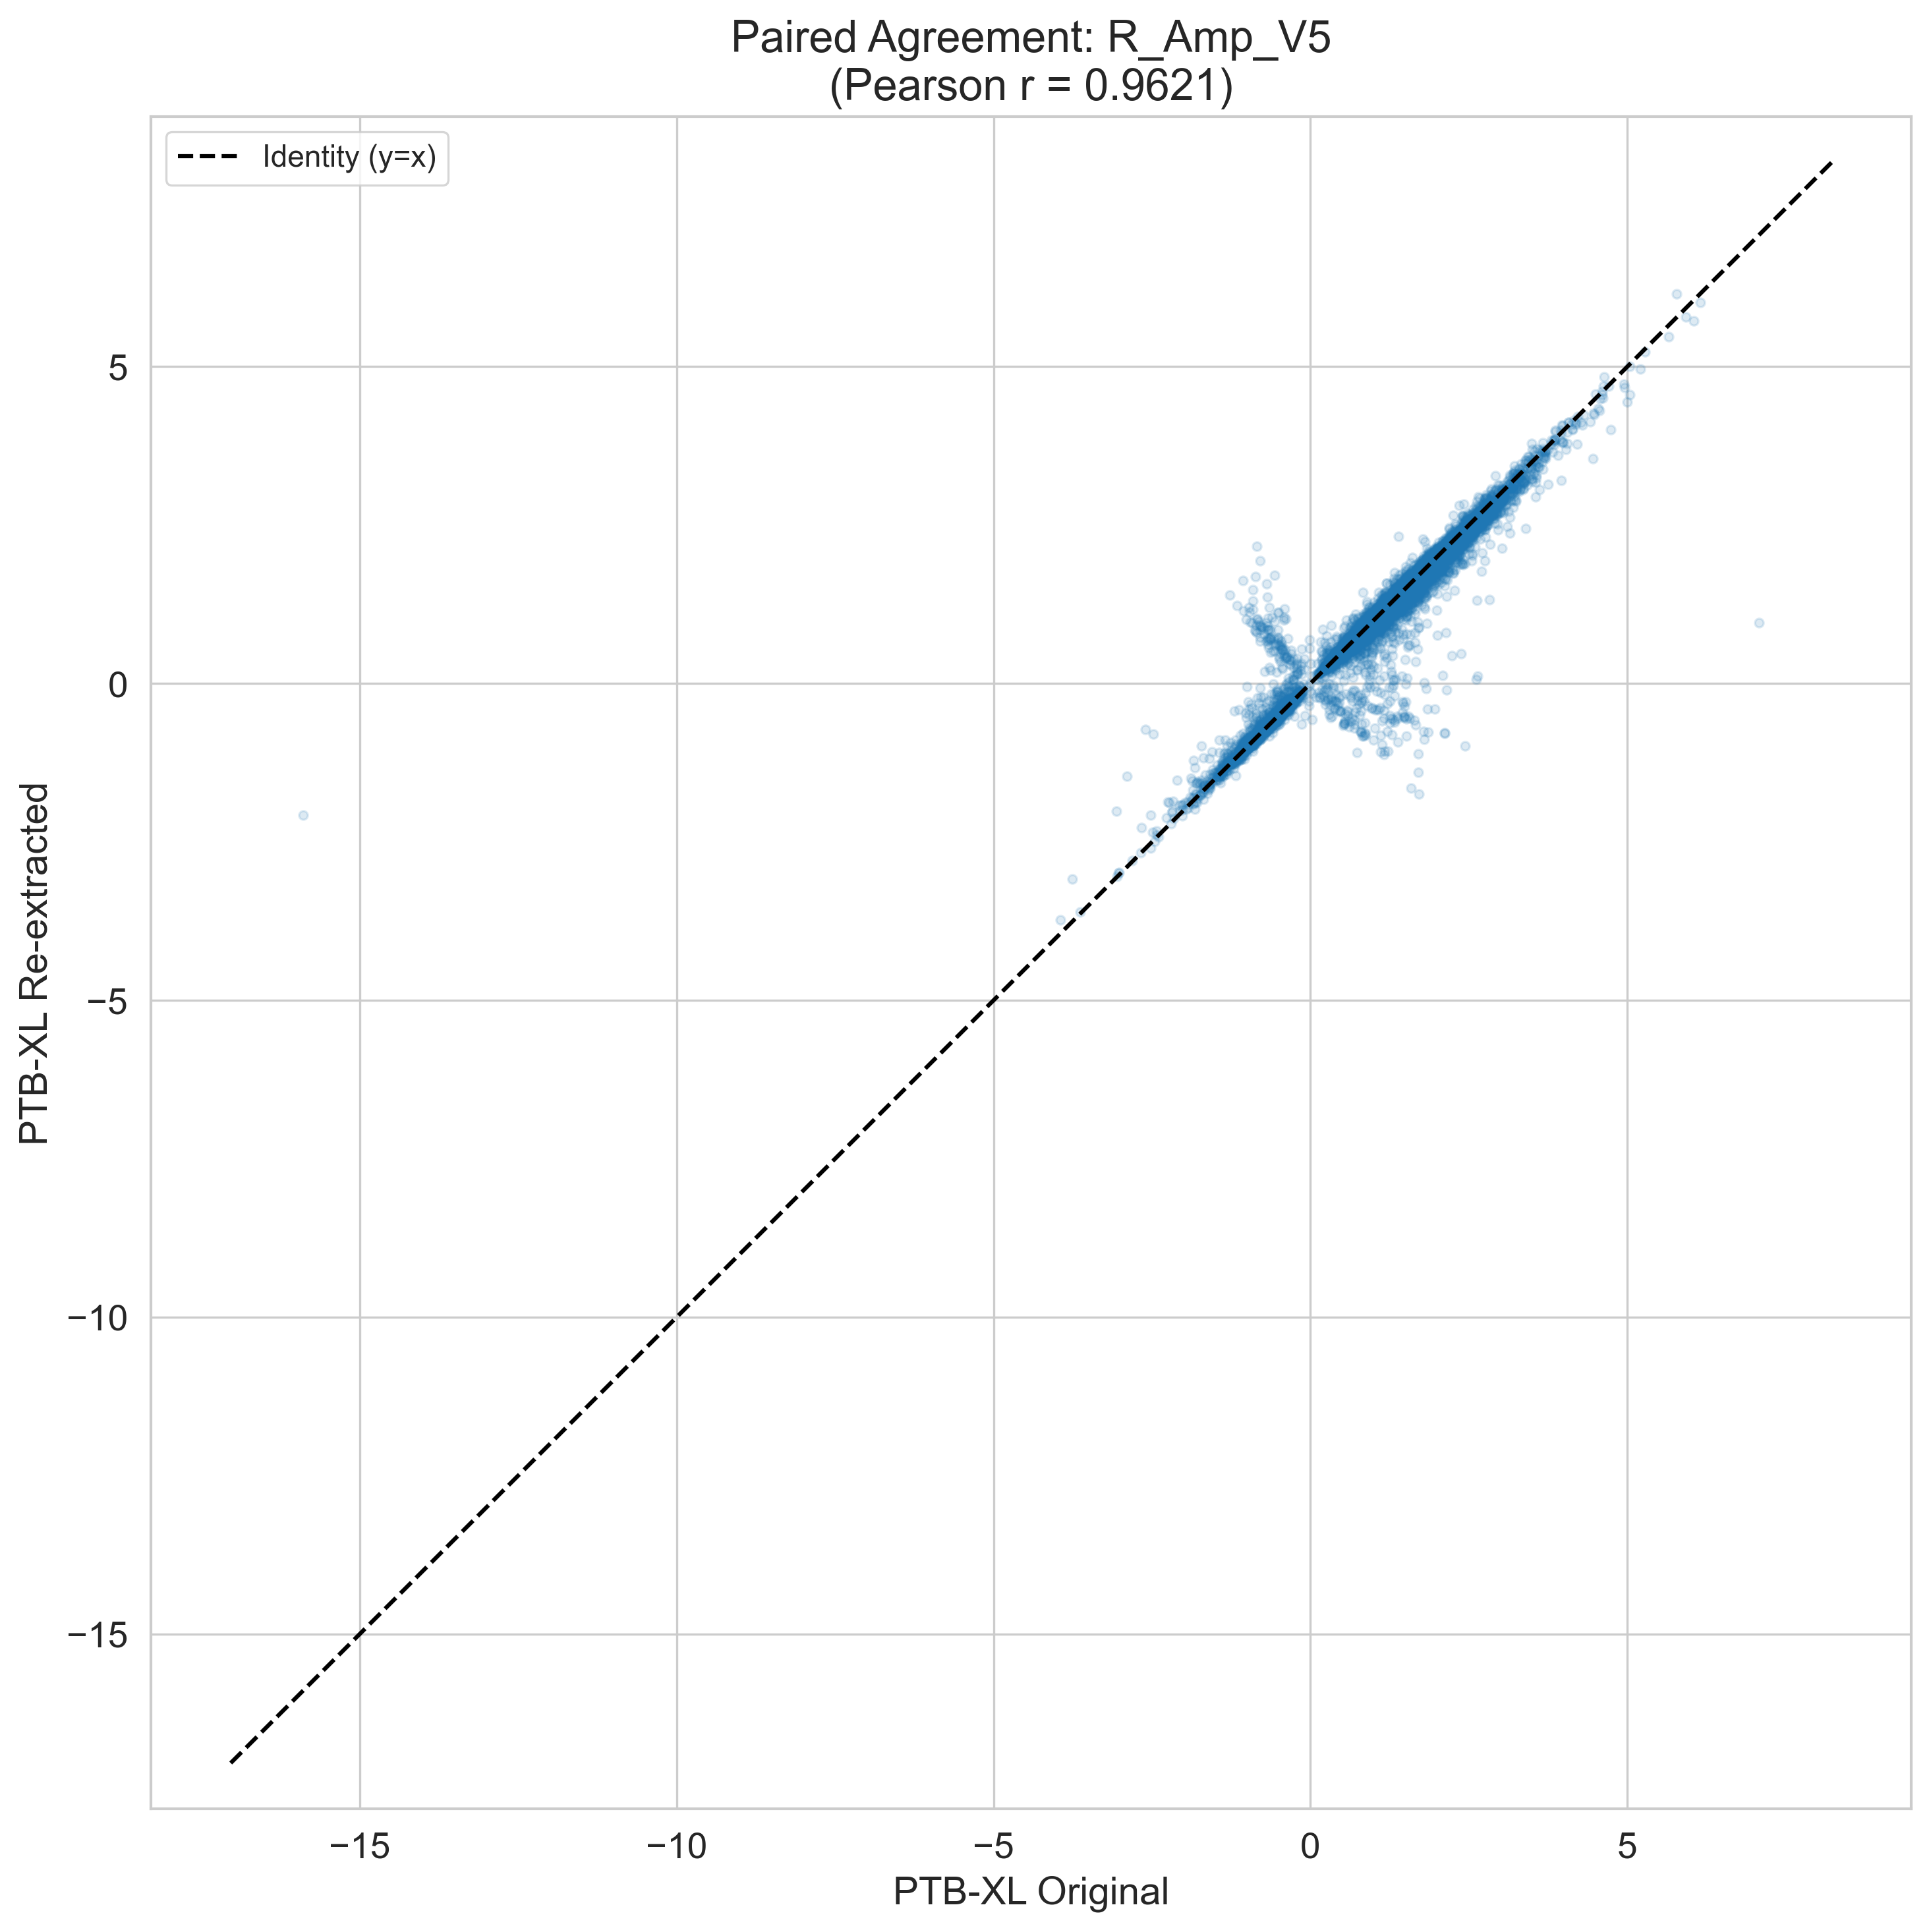 Paired Agreement: R_Amp_V5
(Pearson r = 0.9621)
Identity (y=x)
5
0
−5
−10
−15
PTB-XL Re-extracted
−15
−10
−5
0
5
PTB-XL Original